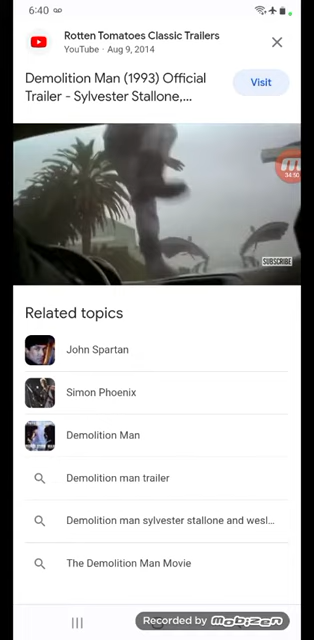 6:40
Rotten Tomatoes Classic Trailers
YouTube · Aug 9, 2014
Demolition Man (1993) Official
Trailer - Sylvester Stallone,...
Visit
34:50
SUBSCRIBE
Related topics
John Spartan
Simon Phoenix
Demolition Man
Demolition man trailer
Demolition man sylvester stallone and wesl...
The Demolition Man Movie
Recorded by mobizen